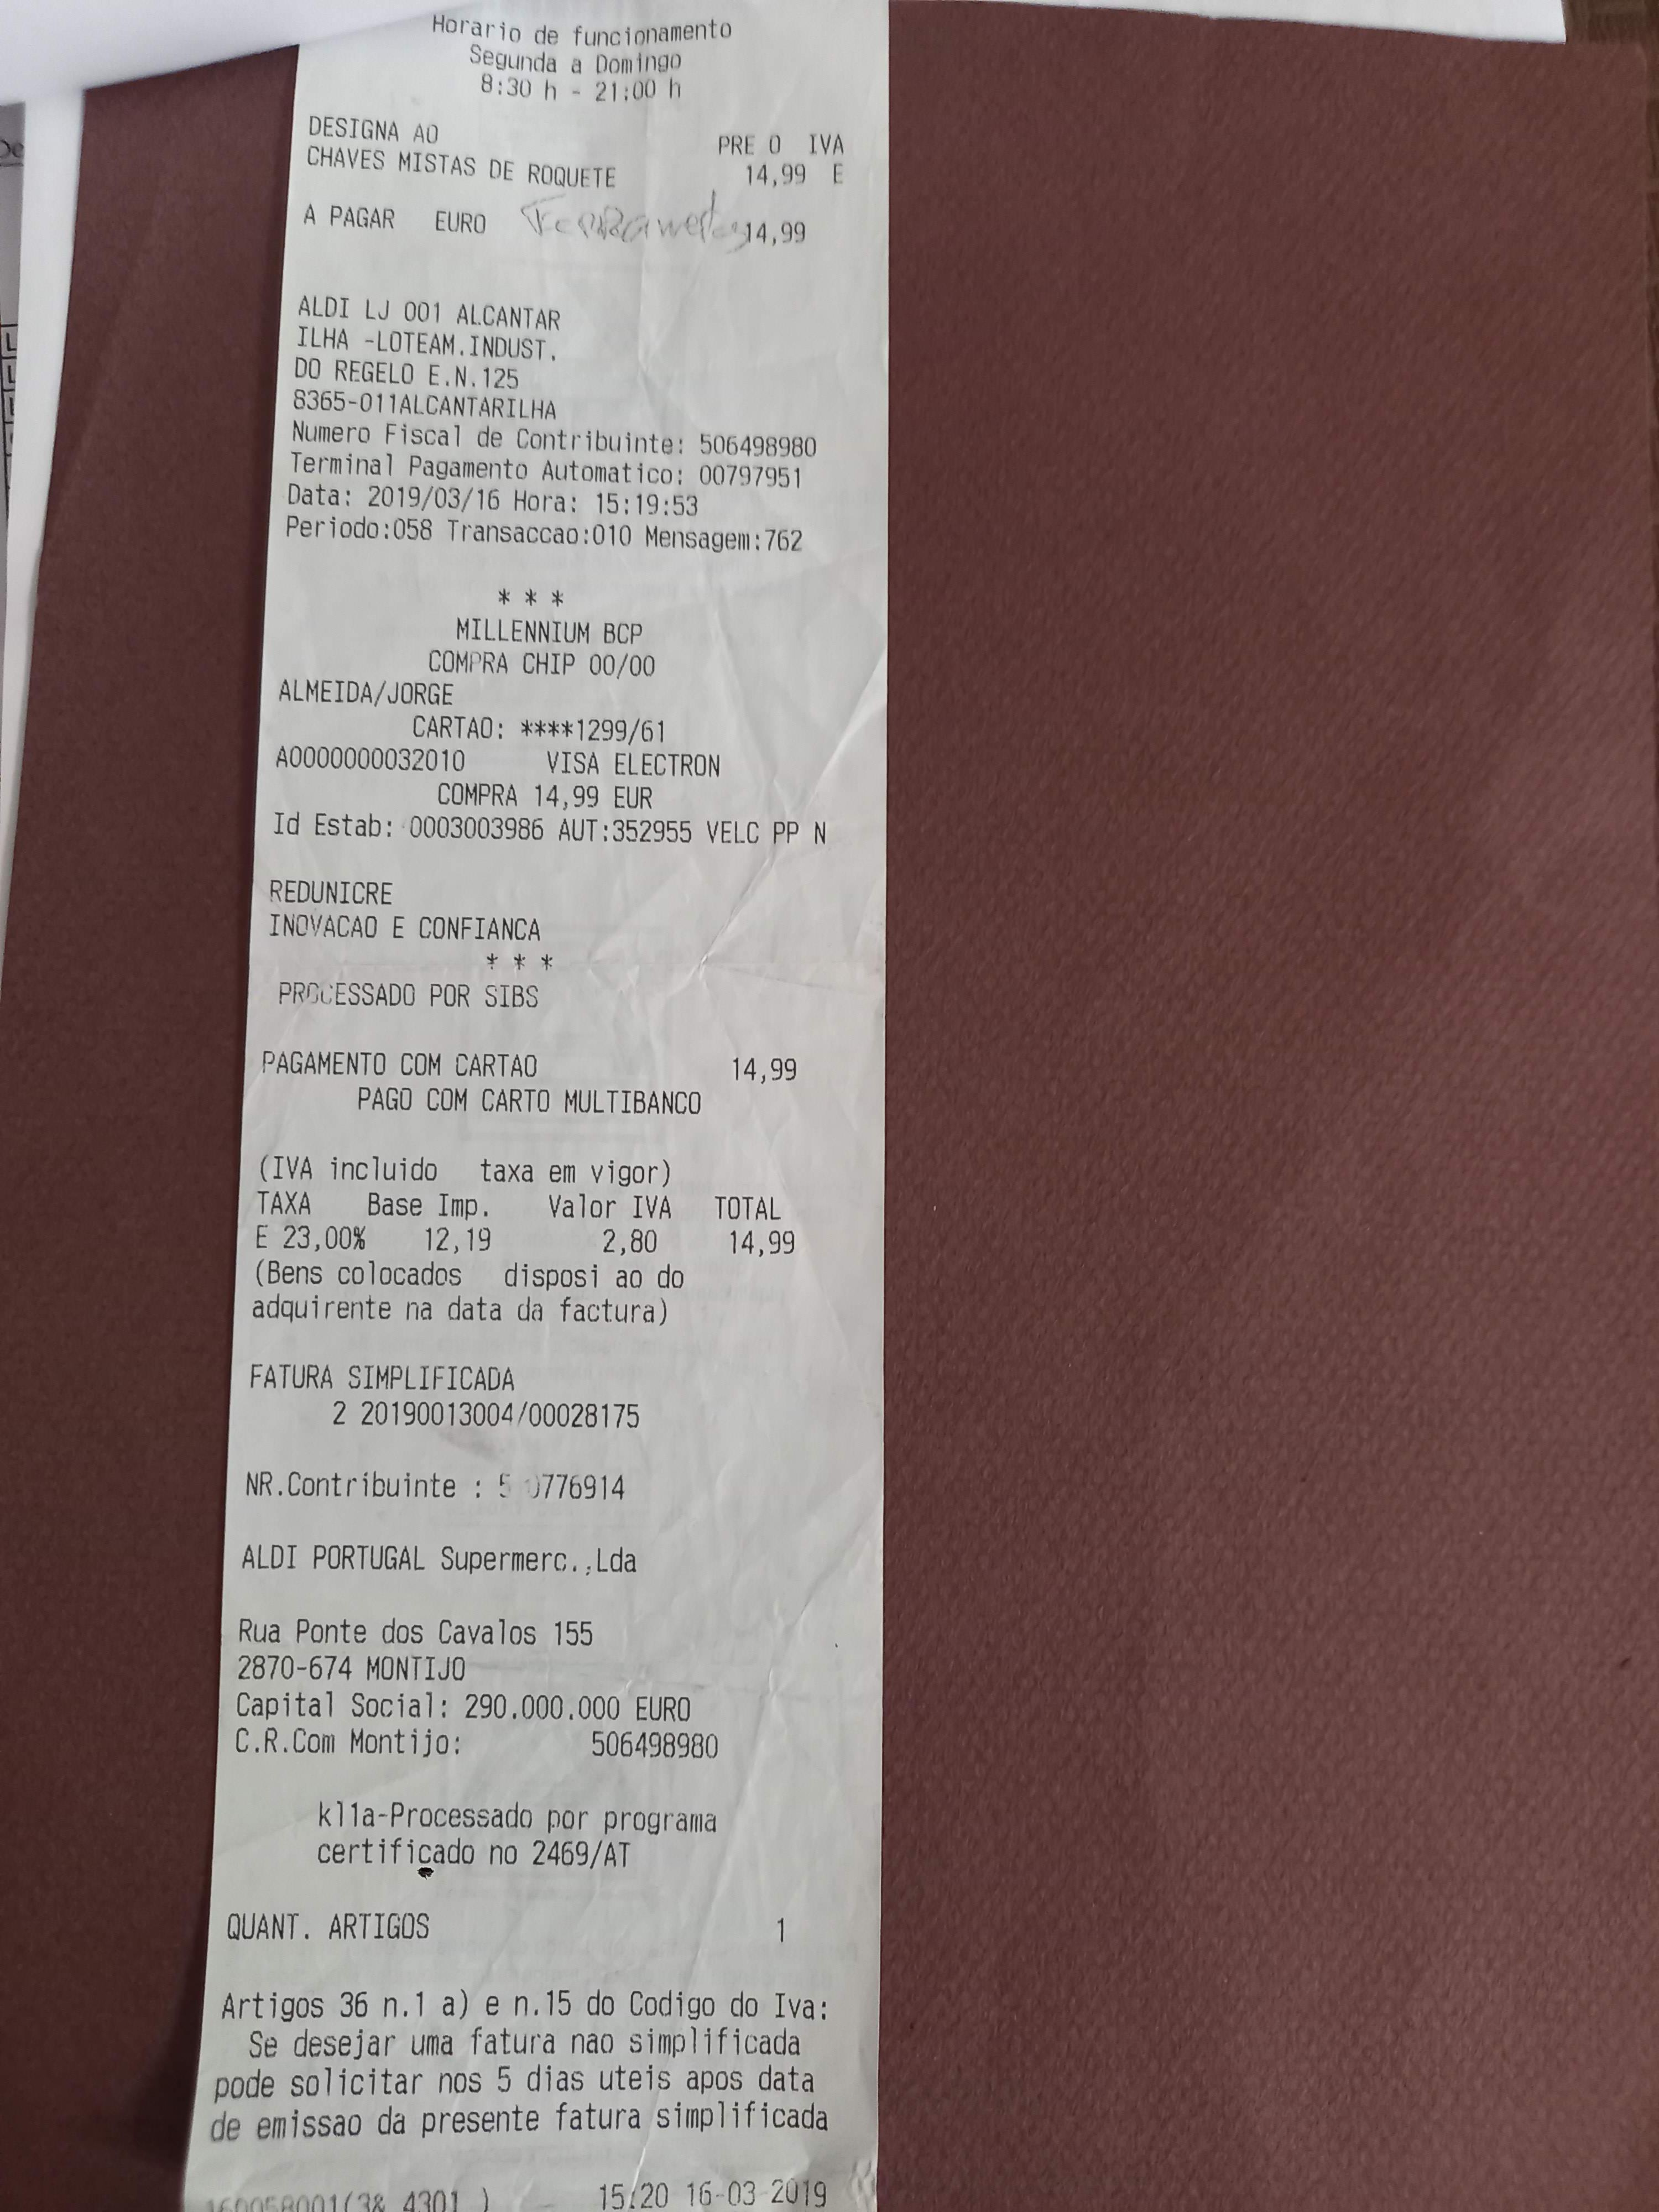 Horario de funcionamento
Segunda a Domingo
8:30 h - 21:00 h
DESIGNA AO PRE O IVA
CHAVES MISTAS DE ROQUETE 14,99 E
A PAGAR EURO 14,99
ALDI LJ 001 ALCANTAR
ILHA -LOTEAM.INDUST.
DO REGELO E.N.125
8365-011ALCANTARILHA
Numero Fiscal de Contribuinte: 506498980
Terminal Pagamento Automatico: 00797951
Data: 2019/03/16 Hora: 15:19:53
Periodo:058 Transaccao:010 Mensagem:762
* * *
MILLENNIUM BCP
COMPRA CHIP 00/00
ALMEIDA/JORGE
CARTAO: ****1299/61
A0000000032010 VISA ELECTRON
COMPRA 14,99 EUR
Id Estab: 0003003986 AUT:352955 VELC PP N
REDUNICRE
INOVACAO E CONFIANCA
* * *
PROCESSADO POR SIBS
PAGAMENTO COM CARTAO 14,99
PAGO COM CARTO MULTIBANCO
(IVA incluido taxa em vigor)
TAXA Base Imp. Valor IVA TOTAL
E 23,00% 12,19 2,80 14,99
(Bens colocados disposi ao do
adquirente na data da factura)
FATURA SIMPLIFICADA
2 20190013004/00028175
NR.Contribuinte :
ALDI PORTUGAL Supermerc.,Lda
Rua Ponte dos Cavalos 155
2870-674 MONTIJO
Capital Social: 290.000.000 EURO
C.R.Com Montijo: 506498980
kl1a-Processado por programa
certificado no 2469/AT
QUANT. ARTIGOS 1
Artigos 36 n.1 a) e n.15 do Codigo do Iva:
Se desejar uma fatura nao simplificada
pode solicitar nos 5 dias uteis apos data
de emissao da presente fatura simplificada
4301 ) 15:20 16-03-2019